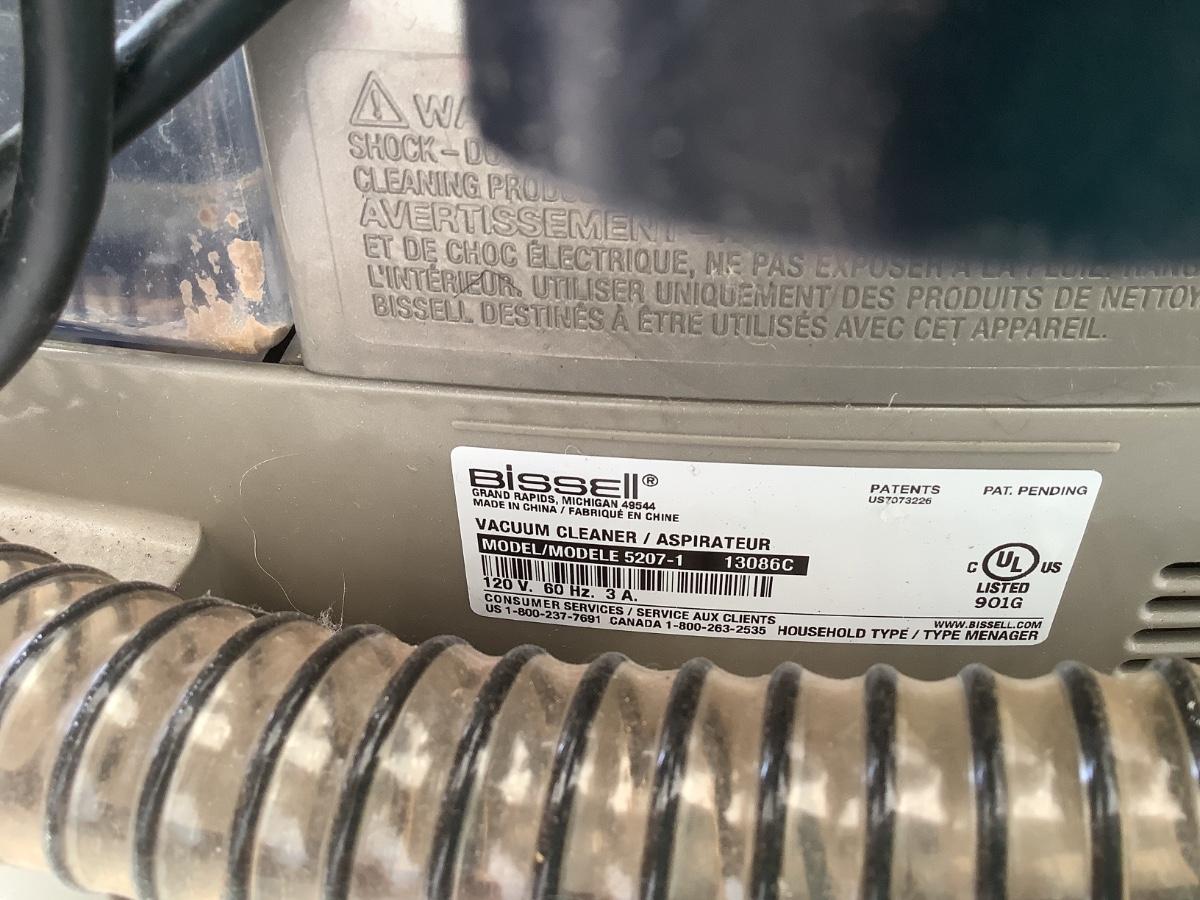 SHOCK – DO
CLEANING
AVERTISSEMENT –
ET DE CHOC ÉLECTRIQUE, NE PAS EXPOSER À LA PLUIE.
L'INTÉRIEUR. UTILISER UNIQUEMENT DES PRODUITS DE
BISSELL DESTINÉS À ÊTRE UTILISÉS AVEC CET APPAREIL.
BISSELL®
GRAND RAPIDS, MICHIGAN 49544
MADE IN CHINA / FABRIQUÉ EN CHINE
PATENTS
US7073226
PAT. PENDING
VACUUM CLEANER / ASPIRATEUR
MODEL/MODELE 5207-1 13086C
120 V. 60 Hz. 3 A.
C UL US
LISTED
901G
CONSUMER SERVICES / SERVICE AUX CLIENTS
US 1-800-237-7691 CANADA 1-800-263-2535
WWW.BISSELL.COM
HOUSEHOLD TYPE / TYPE MENAGER